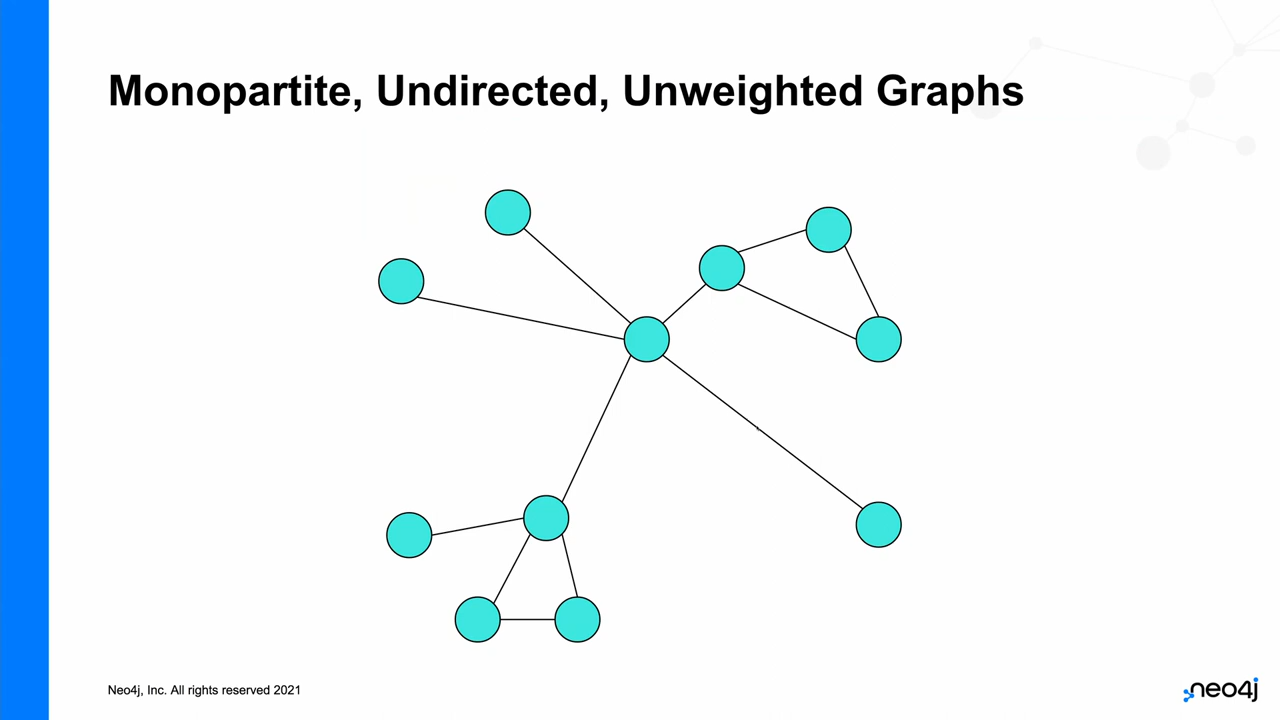 Monopartite, Undirected, Unweighted Graphs
Neo4j, Inc. All rights reserved 2021
neo4j